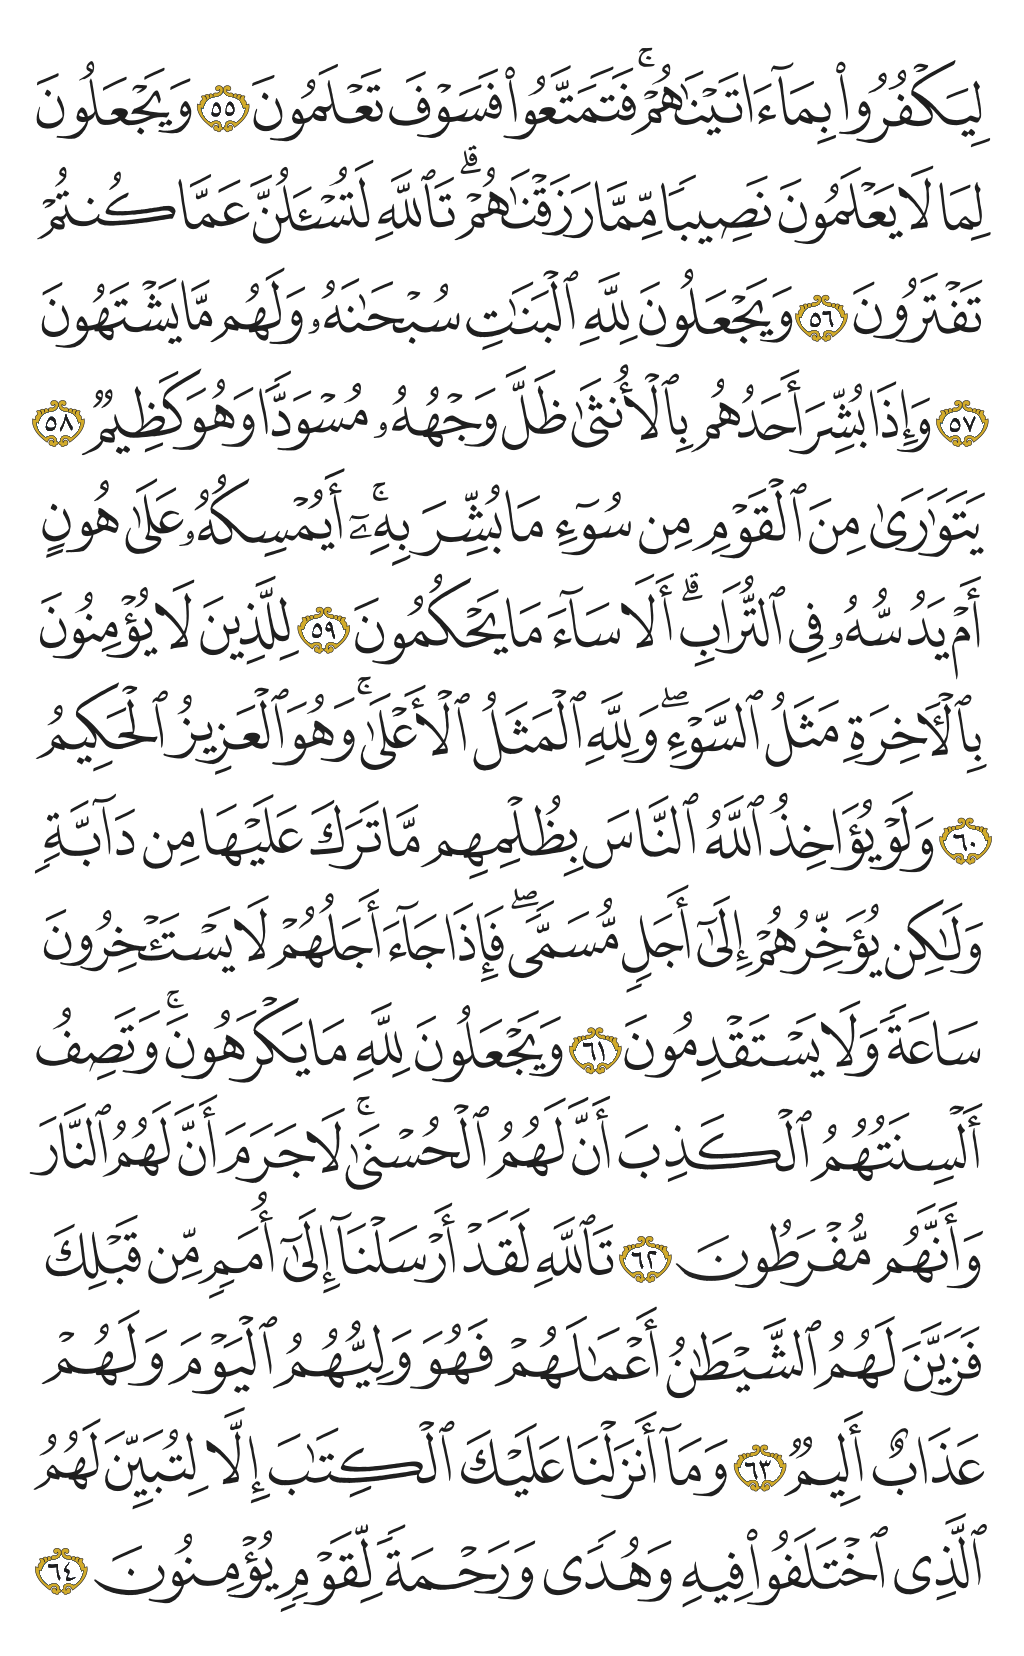 لِيَكْفُرُوا۟ بِمَآ ءَاتَيْنَـٰهُمْ ۚ فَتَمَتَّعُوا۟ فَسَوْفَ تَعْلَمُونَ ٥٥ وَيَجْعَلُونَ
لِمَا لَا يَعْلَمُونَ نَصِيبًا مِّمَّا رَزَقْنَـٰهُمْ ۗ تَٱللَّهِ لَتُسْـَٔلُنَّ عَمَّا كُنتُمْ
تَفْتَرُونَ ٥٦ وَيَجْعَلُونَ لِلَّهِ ٱلْبَنَـٰتِ سُبْحَـٰنَهُۥ وَلَهُم مَّا يَشْتَهُونَ
٥٧ وَإِذَا بُشِّرَ أَحَدُهُم بِٱلْأُنثَىٰ ظَلَّ وَجْهُهُۥ مُسْوَدًّا وَهُوَ كَظِيمٌ ٥٨
يَتَوَٰرَىٰ مِنَ ٱلْقَوْمِ مِن سُوٓءِ مَا بُشِّرَ بِهِۦٓ ۚ أَيُمْسِكُهُۥ عَلَىٰ هُونٍ
أَمْ يَدُسُّهُۥ فِى ٱلتُّرَابِ ۗ أَلَا سَآءَ مَا يَحْكُمُونَ ٥٩ لِلَّذِينَ لَا يُؤْمِنُونَ
بِٱلْـَٔاخِرَةِ مَثَلُ ٱلسَّوْءِ ۖ وَلِلَّهِ ٱلْمَثَلُ ٱلْأَعْلَىٰ ۚ وَهُوَ ٱلْعَزِيزُ ٱلْحَكِيمُ
٦٠ وَلَوْ يُؤَاخِذُ ٱللَّهُ ٱلنَّاسَ بِظُلْمِهِم مَّا تَرَكَ عَلَيْهَا مِن دَآبَّةٍ
وَلَـٰكِن يُؤَخِّرُهُمْ إِلَىٰٓ أَجَلٍ مُّسَمًّى ۖ فَإِذَا جَآءَ أَجَلُهُمْ لَا يَسْتَـْٔخِرُونَ
سَاعَةً وَلَا يَسْتَقْدِمُونَ ٦١ وَيَجْعَلُونَ لِلَّهِ مَا يَكْرَهُونَ ۚ وَتَصِفُ
أَلْسِنَتُهُمُ ٱلْكَذِبَ أَنَّ لَهُمُ ٱلْحُسْنَىٰ ۚ لَا جَرَمَ أَنَّ لَهُمُ ٱلنَّارَ
وَأَنَّهُم مُّفْرَطُونَ ٦٢ تَٱللَّهِ لَقَدْ أَرْسَلْنَآ إِلَىٰٓ أُمَمٍ مِّن قَبْلِكَ
فَزَيَّنَ لَهُمُ ٱلشَّيْطَـٰنُ أَعْمَـٰلَهُمْ فَهُوَ وَلِيُّهُمُ ٱلْيَوْمَ وَلَهُمْ
عَذَابٌ أَلِيمٌ ٦٣ وَمَآ أَنزَلْنَا عَلَيْكَ ٱلْكِتَـٰبَ إِلَّا لِتُبَيِّنَ لَهُمُ
ٱلَّذِى ٱخْتَلَفُوا۟ فِيهِ وَهُدًى وَرَحْمَةً لِّقَوْمٍ يُؤْمِنُونَ ٦٤